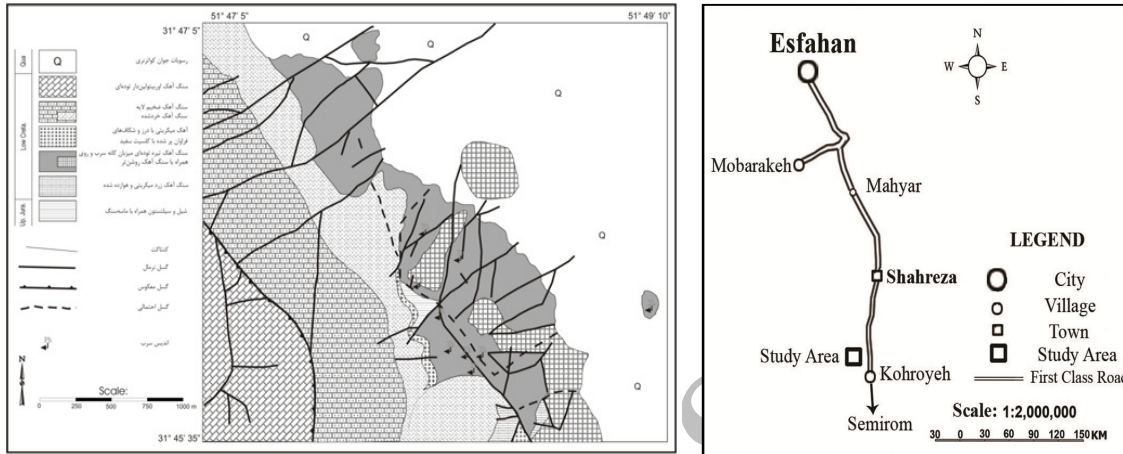 51° 47′ 5″
51° 49′ 10″
31° 47′ 5″
31° 45′ 35″
Qua
Low Creta.
Up. Jura.
Q
رسوبات جوان کواترنری
سنگ آهک اوربیتولین‌دار توده‌ای
سنگ آهک ضخیم لایه
سنگ آهک خردشده
آهک میکریتی با درز و شکاف‌های
فراوان پر شده با کلسیت سفید
سنگ آهک تیره توده‌ای میزبان کانه سرب و روی
همراه با سنگ آهک روشن‌تر
سنگ آهک زرد میکریتی و هوازده شده
شیل و سیلتستون همراه با ماسه‌سنگ
کنتاکت
گسل نرمال
گسل معکوس
گسل احتمالی
اندیس سرب
N
S
Scale:
0 250 500 750 1000 m
Q
Q
Q
Q
Q
Q
Esfahan
N
W E
S
Mobarakeh
Mahyar
Shahreza
Study Area
Kohroyeh
Semirom
LEGEND
City
Village
Town
Study Area
First Class Road
Scale: 1:2,000,000
30 0 30 60 90 120 150 KM